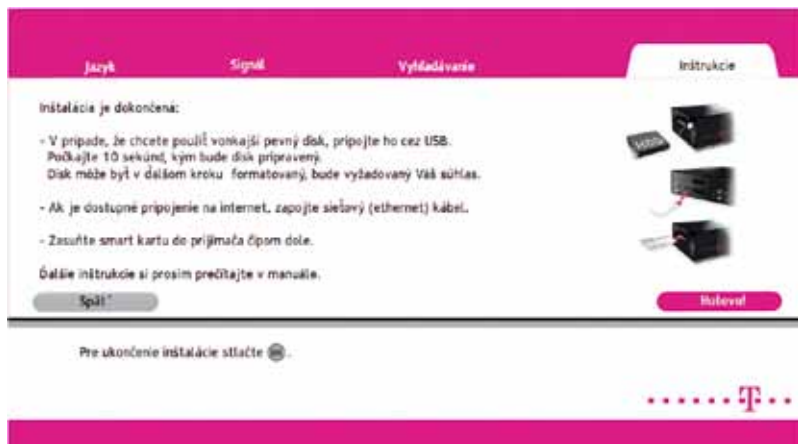 Jazyk
Signál
Vyhľadávanie
Inštrukcie
Inštalácia je dokončená:
- V prípade, že chcete použiť vonkajší pevný disk, pripojte ho cez USB.
Počkajte 10 sekúnd, kým bude disk pripravený.
Disk môže byť v ďalšom kroku formatovaný, bude vyžadovaný Váš súhlas.
- Ak je dostupné pripojenie na internet, zapojte sieťový (ethernet) kábel.
- Zasuňte smart kartu do prijímača čipom dole.
Ďalšie inštrukcie si prosím prečítajte v manuále.
Späť
Hotovo!
Pre ukončenie inštalácie stlačte .
T